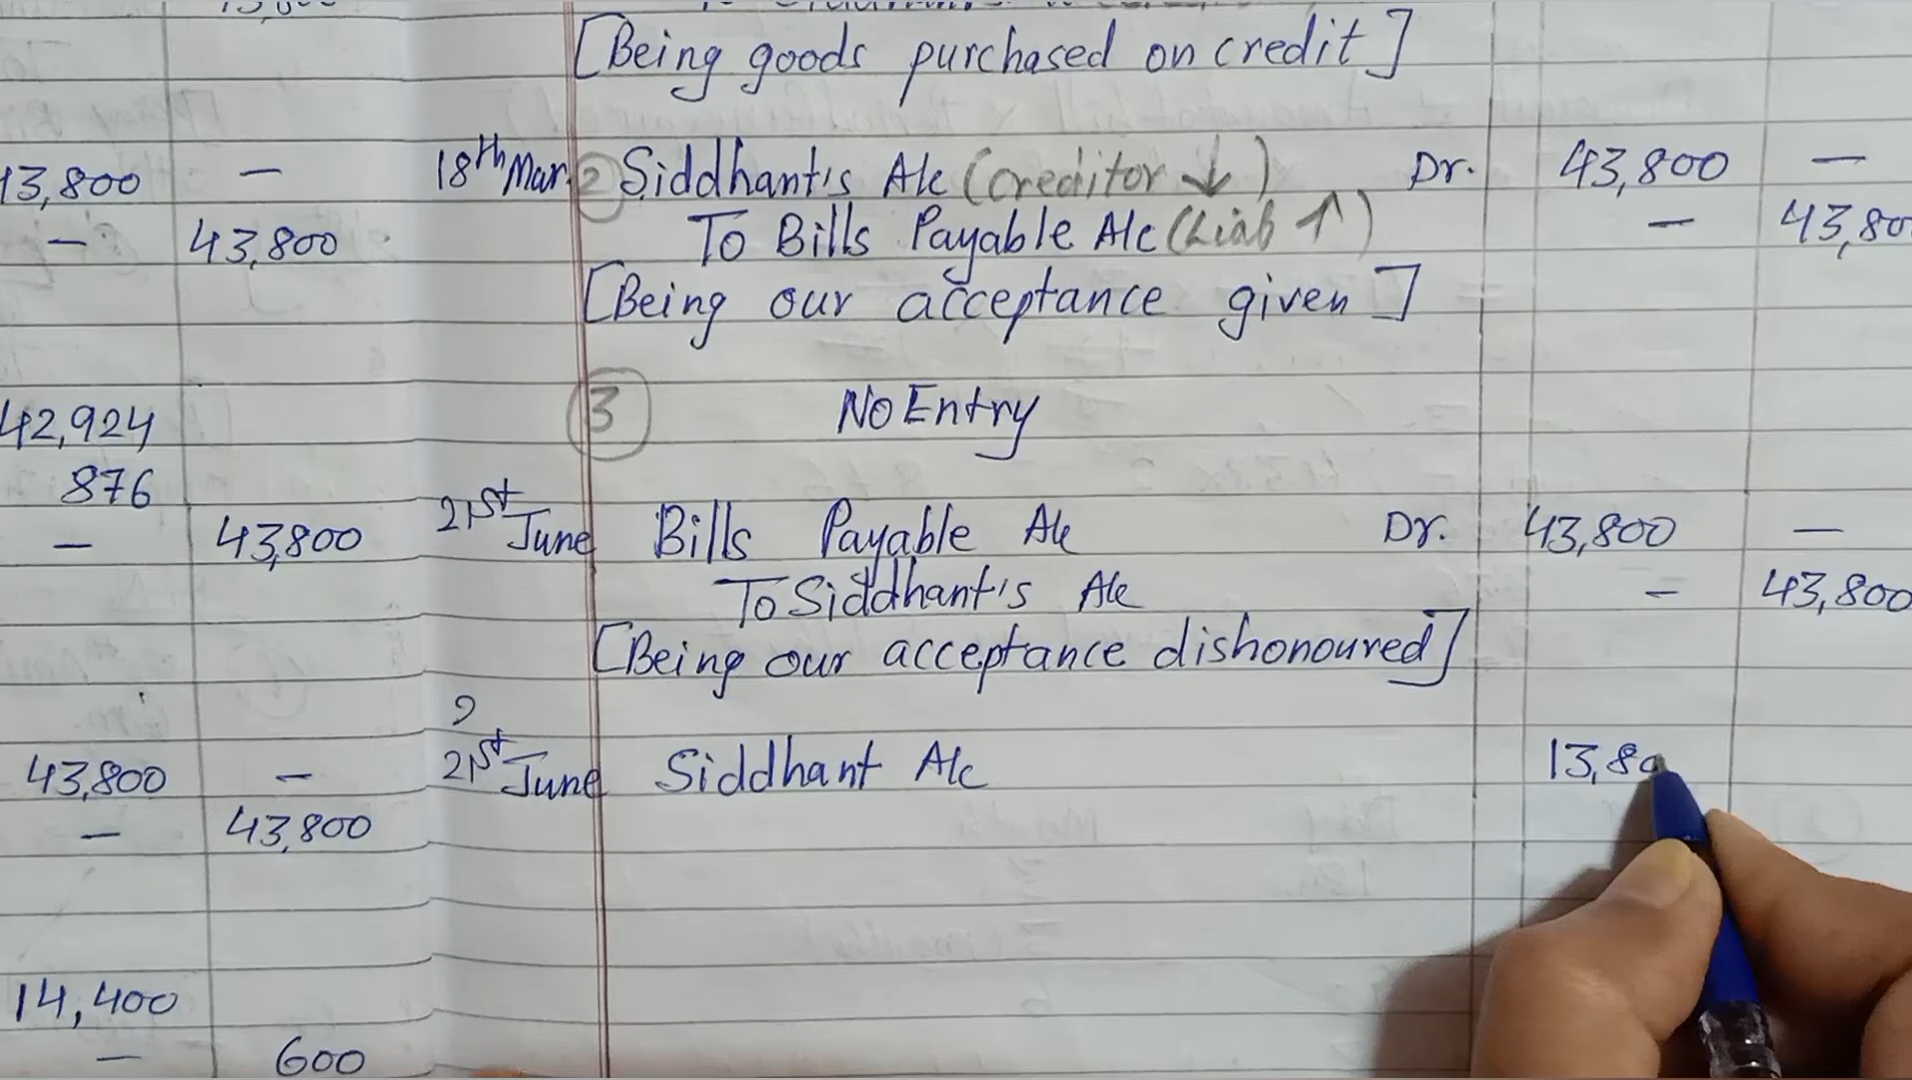 [Being goods purchased on credit]
13,800 — 18th Mar 2 Siddhant's A/c (Creditor ↓) Dr. 43,800 —
— 43,800 To Bills Payable A/c (Liab ↑) — 43,80
[Being our acceptance given]
42,924 3 No Entry
876
— 43,800 21st June Bills Payable A/c Dr. 43,800 —
To Siddhant's A/c — 43,800
[Being our acceptance dishonoured]
43,800 — 21st June Siddhant A/c 13,80
— 43,800
14,400
— 600